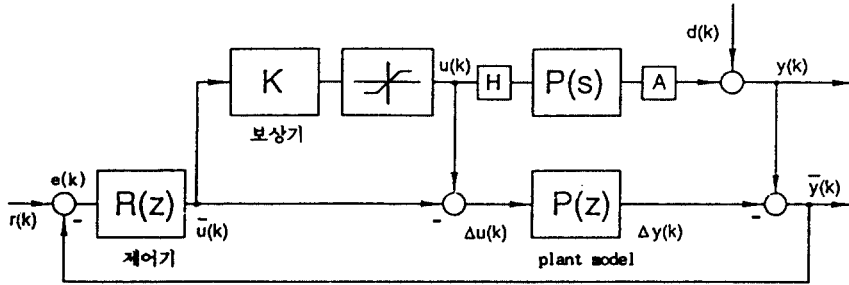 d(k)
u(k)
y(k)
K
H
P(s)
A
보상기
e(k)
r(k)
R(z)
ū(k)
제어기
Δu(k)
P(z)
Δy(k)
ȳ(k)
plant model
-
-
-